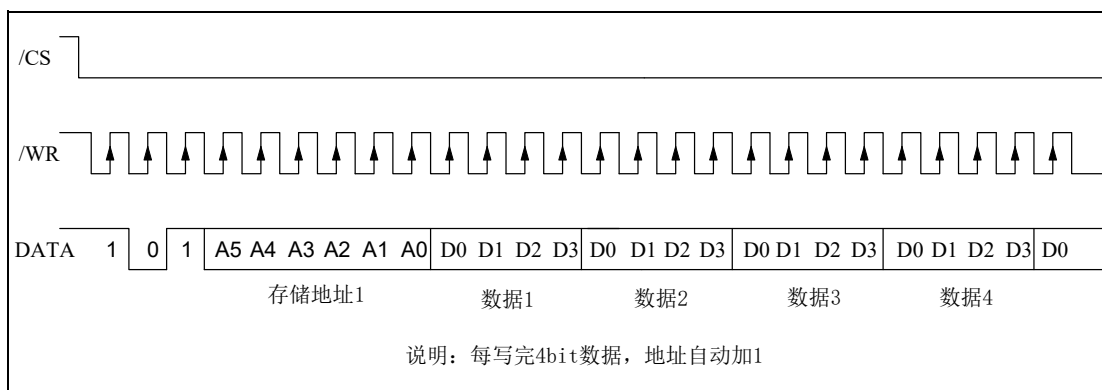 /CS
/WR
DATA 1 0 1 A5 A4 A3 A2 A1 A0 D0 D1 D2 D3 D0 D1 D2 D3 D0 D1 D2 D3 D0 D1 D2 D3 D0
存储地址1 数据1 数据2 数据3 数据4
说明：每写完4bit数据，地址自动加1